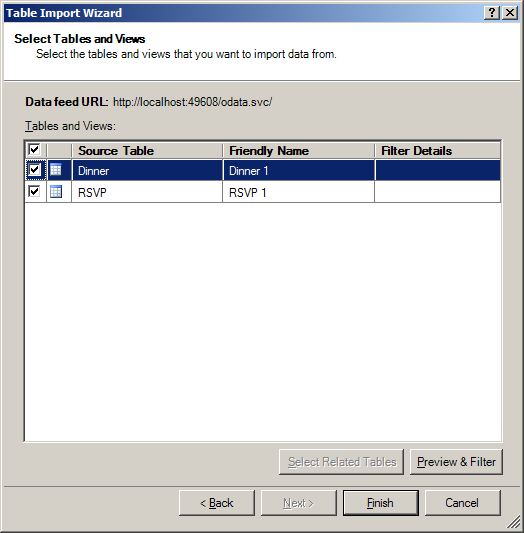 Table Import Wizard
Select Tables and Views
Select the tables and views that you want to import data from.
Data feed URL: http://localhost:49608/odata.svc/
Tables and Views:
Source Table Friendly Name Filter Details
Dinner Dinner 1
RSVP RSVP 1
Select Related Tables Preview & Filter
< Back Next > Finish Cancel